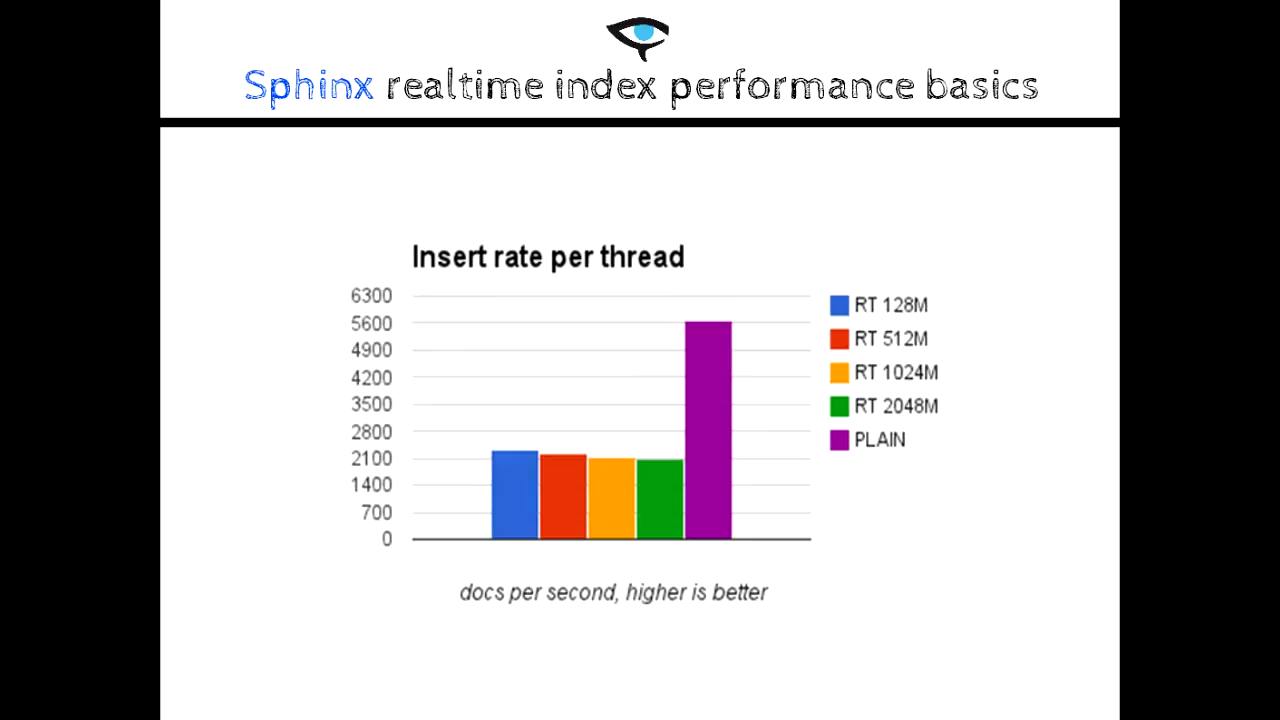 Sphinx realtime index performance basics
Insert rate per thread
6300
5600
4900
4200
3500
2800
2100
1400
700
0
RT 128M
RT 512M
RT 1024M
RT 2048M
PLAIN
docs per second, higher is better